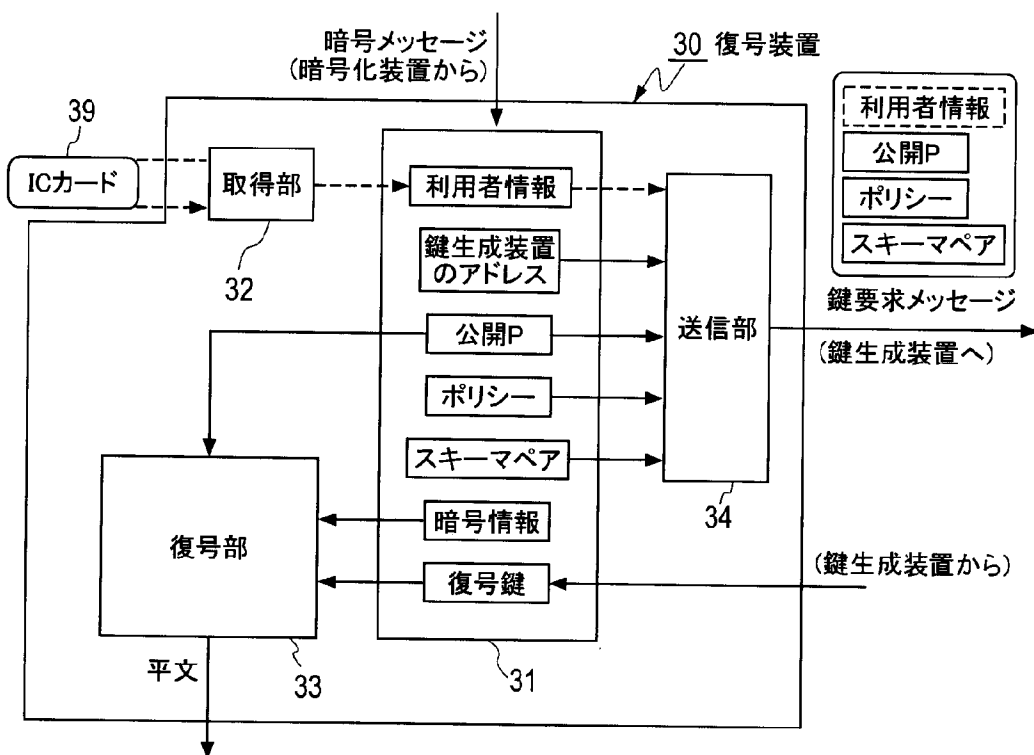 暗号メッセージ
(暗号化装置から)
30 復号装置
39
ICカード
取得部
32
利用者情報
鍵生成装置
のアドレス
公開P
ポリシー
スキーマペア
暗号情報
復号鍵
31
送信部
34
利用者情報
公開P
ポリシー
スキーマペア
鍵要求メッセージ
(鍵生成装置へ)
(鍵生成装置から)
復号部
33
平文